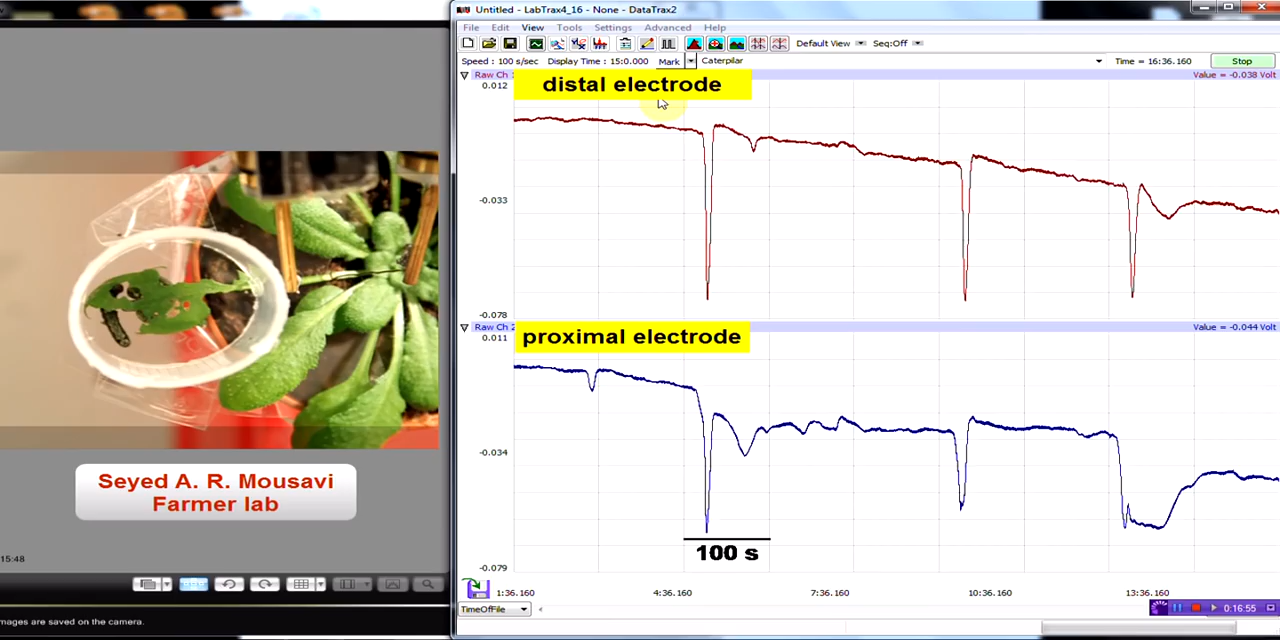 Untitled - LabTrax4_16 - None - DataTrax2
File Edit View Tools Settings Advanced Help
Default View Seq:Off
Speed : 100 s/sec Display Time : 15:0.000 Mark Caterpilar Time = 16:36.160 Stop
Raw Ch Value = -0.038 Volt
distal electrode
0.012
-0.033
-0.078
Raw Ch 2 Value = -0.044 Volt
proximal electrode
0.011
-0.034
-0.079
100 s
1:36.160 4:36.160 7:36.160 10:36.160 13:36.160
TimeOfFile
0:16:55
Seyed A. R. Mousavi
Farmer lab
15:48
mages are saved on the camera.